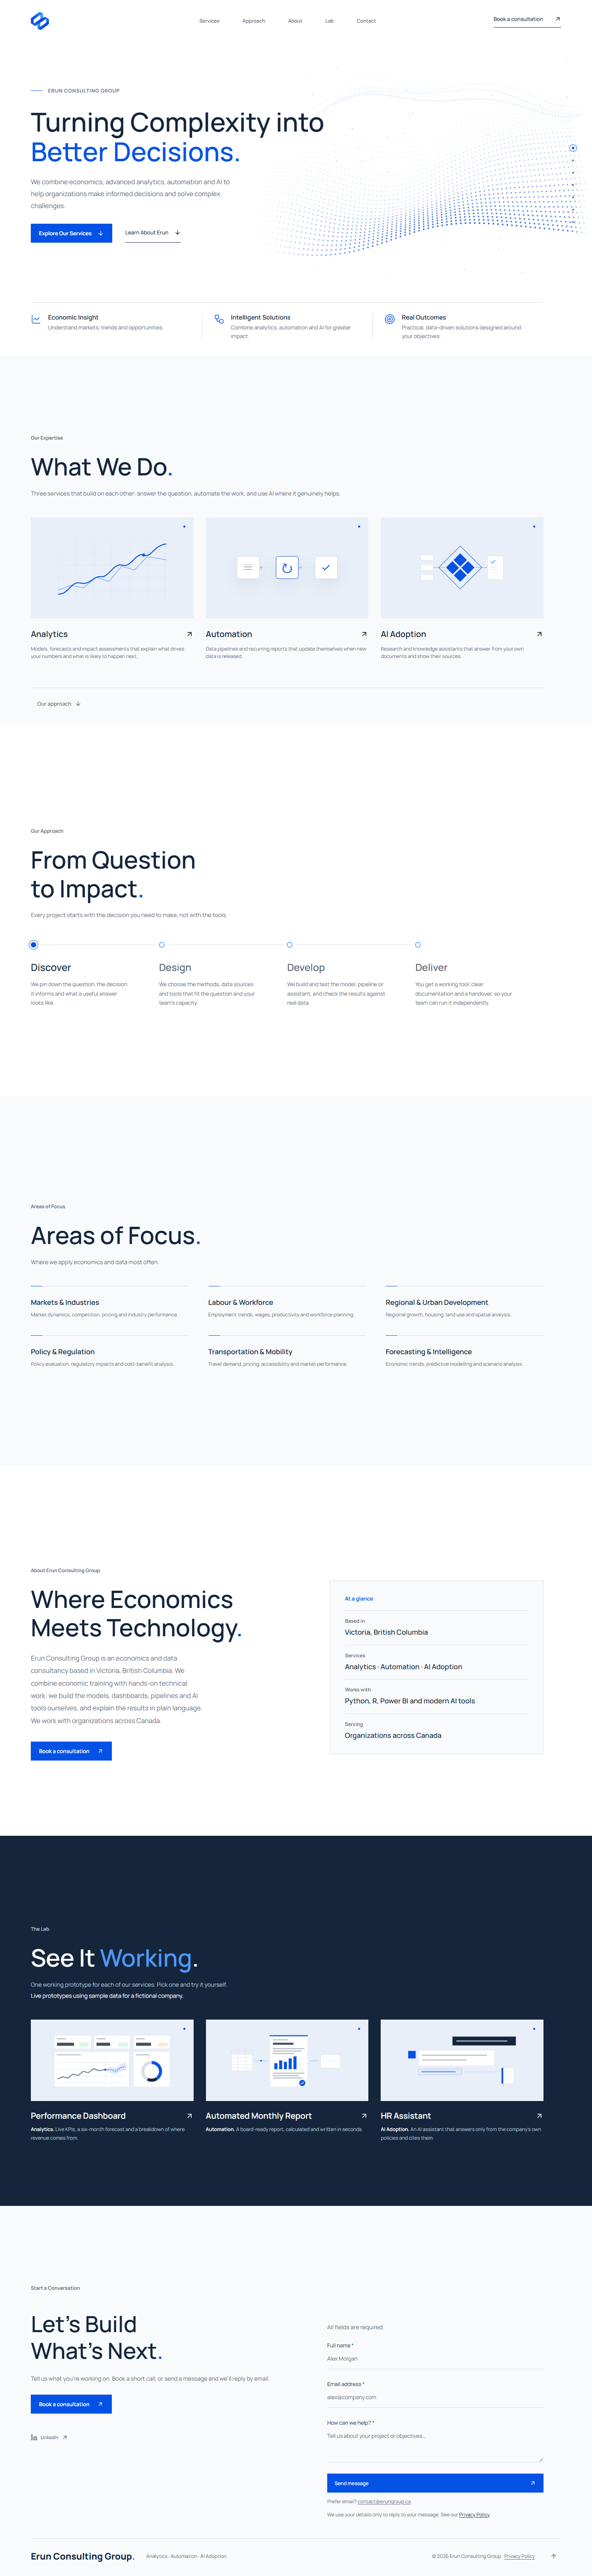 Services Approach About Lab Contact
Book a consultation
ERUN CONSULTING GROUP
Turning Complexity into
Better Decisions.
We combine economics, advanced analytics, automation and AI to
help organizations make informed decisions and solve complex
challenges.
Explore Our Services
Learn About Erun
Economic Insight
Understand markets, trends and opportunities.
Intelligent Solutions
Combine analytics, automation and AI for greater
impact.
Real Outcomes
Practical, data-driven solutions designed around
your objectives.
Our Expertise
What We Do.
Three services that build on each other: answer the question, automate the work, and use AI where it genuinely helps.
Analytics
Models, forecasts and impact assessments that explain what drives
your numbers and what is likely to happen next.
Automation
Data pipelines and recurring reports that update themselves when new
data is released.
AI Adoption
Research and knowledge assistants that answer from your own
documents and show their sources.
Our approach
Our Approach
From Question
to Impact.
Every project starts with the decision you need to make, not with the tools.
Discover
We pin down the question, the decision
it informs and what a useful answer
looks like.
Design
We choose the methods, data sources
and tools that fit the question and your
team's capacity.
Develop
We build and test the model, pipeline or
assistant, and check the results against
real data.
Deliver
You get a working tool, clear
documentation and a handover, so your
team can run it independently.
Areas of Focus
Areas of Focus.
Where we apply economics and data most often.
Markets & Industries
Market dynamics, competition, pricing and industry performance.
Labour & Workforce
Employment trends, wages, productivity and workforce planning.
Regional & Urban Development
Regional growth, housing, land use and spatial analysis.
Policy & Regulation
Policy evaluation, regulatory impacts and cost-benefit analysis.
Transportation & Mobility
Travel demand, pricing, accessibility and market performance.
Forecasting & Intelligence
Economic trends, predictive modelling and scenario analysis.
About Erun Consulting Group
Where Economics
Meets Technology.
Erun Consulting Group is an economics and data
consultancy based in Victoria, British Columbia. We
combine economic training with hands-on technical
work: we build the models, dashboards, pipelines and AI
tools ourselves, and explain the results in plain language.
We work with organizations across Canada.
Book a consultation
At a glance
Based in
Victoria, British Columbia
Services
Analytics · Automation · AI Adoption
Works with
Python, R, Power BI and modern AI tools
Serving
Organizations across Canada
The Lab
See It Working.
One working prototype for each of our services. Pick one and try it yourself.
Live prototypes using sample data for a fictional company.
Performance Dashboard
Analytics. Live KPIs, a six-month forecast and a breakdown of where
revenue comes from.
Automated Monthly Report
Automation. A board-ready report, calculated and written in seconds.
HR Assistant
AI Adoption. An AI assistant that answers only from the company's own
policies and cites them.
Start a Conversation
Let's Build
What's Next.
Tell us what you're working on. Book a short call, or send a message and we'll reply by email.
Book a consultation
LinkedIn
All fields are required.
Full name *
Alex Morgan
Email address *
alex@company.com
How can we help? *
Tell us about your project or objectives...
Send message
Prefer email? contact@erungroup.ca
We use your details only to reply to your message. See our Privacy Policy.
Erun Consulting Group.
Analytics · Automation · AI Adoption
© 2026 Erun Consulting Group · Privacy Policy